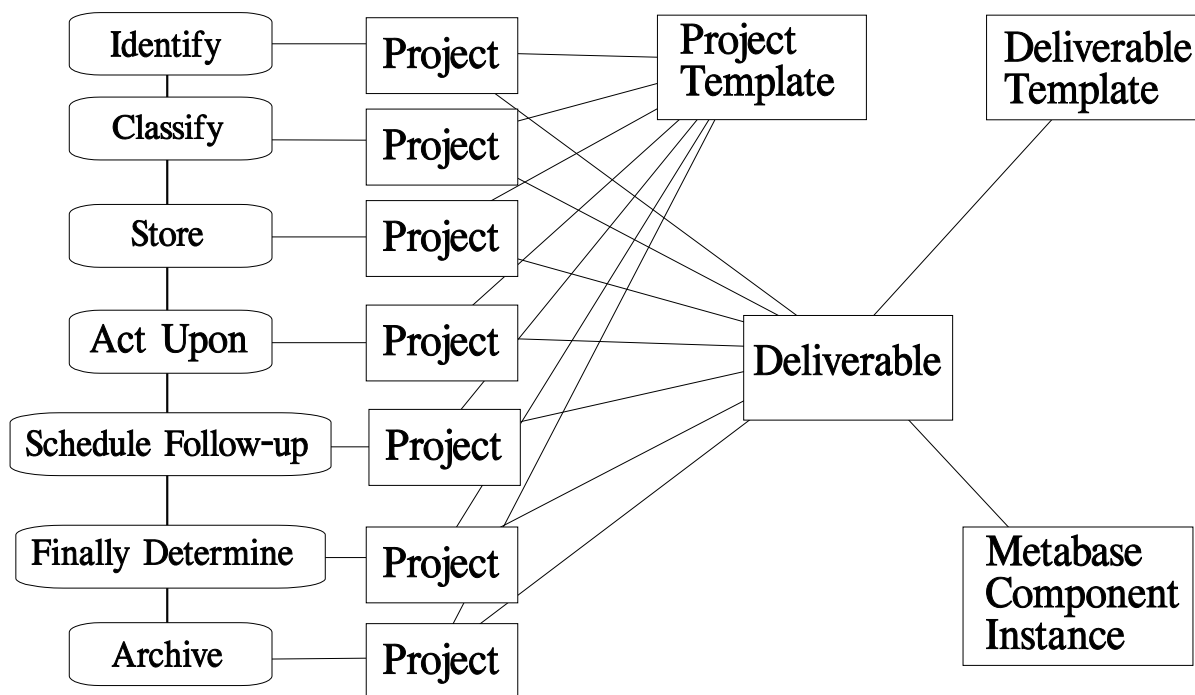 Identify
Project
Project
Template
Deliverable
Template
Classify
Project
Store
Project
Act Upon
Project
Deliverable
Schedule Follow-up
Project
Finally Determine
Project
Metabase
Component
Instance
Archive
Project